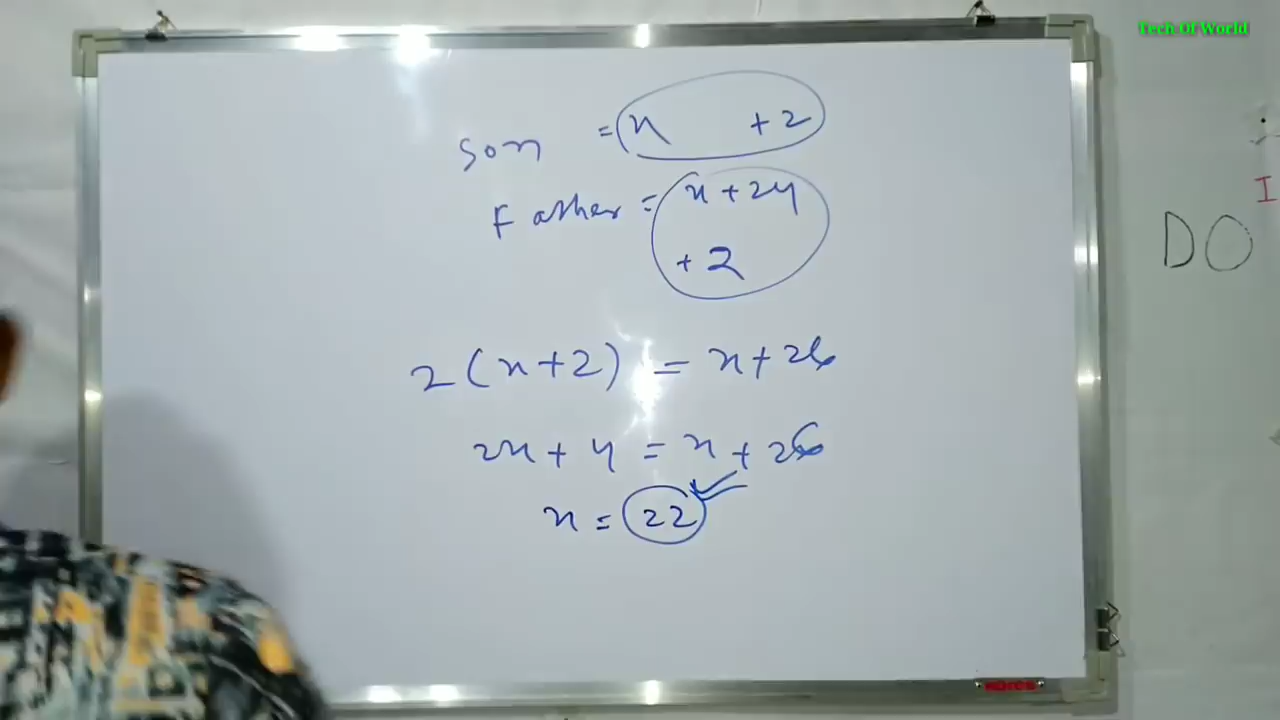 Tech Of World
Son = x +2
Father = x + 24
+ 2
2 (x+2) = x + 26
2x + 4 = x + 26
x = 22
DO
I